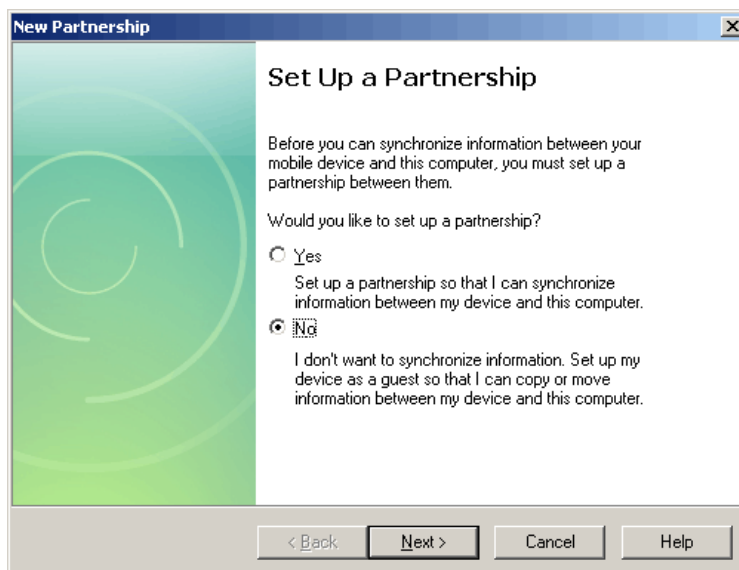 New Partnership
Set Up a Partnership
Before you can synchronize information between your
mobile device and this computer, you must set up a
partnership between them.
Would you like to set up a partnership?
Yes
Set up a partnership so that I can synchronize
information between my device and this computer.
No
I don't want to synchronize information. Set up my
device as a guest so that I can copy or move
information between my device and this computer.
< Back Next > Cancel Help